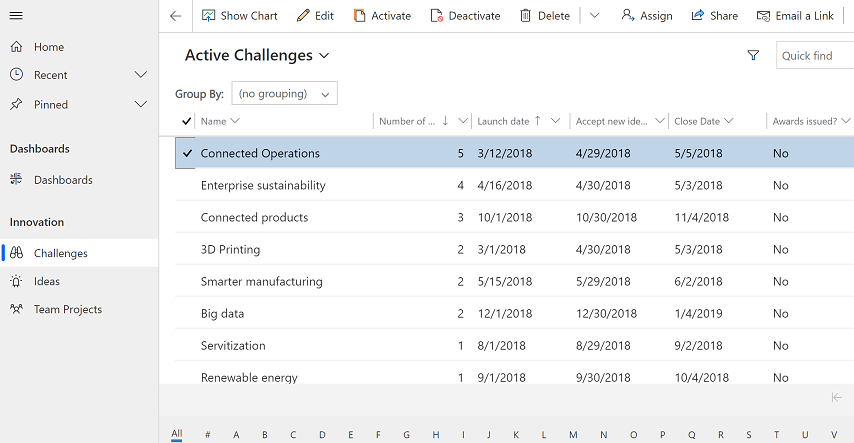 Show Chart Edit Activate Deactivate Delete Assign Share Email a Link
Home
Recent
Pinned
Dashboards
Dashboards
Innovation
Challenges
Ideas
Team Projects
Active Challenges Quick find
Group By: (no grouping)
Name Number of ... Launch date Accept new ide... Close Date Awards issued?
Connected Operations 5 3/12/2018 4/29/2018 5/5/2018 No
Enterprise sustainability 4 4/16/2018 4/30/2018 5/3/2018 No
Connected products 3 10/1/2018 10/30/2018 11/4/2018 No
3D Printing 2 3/1/2018 4/30/2018 5/3/2018 No
Smarter manufacturing 2 5/15/2018 5/29/2018 6/2/2018 No
Big data 2 12/1/2018 12/30/2018 1/4/2019 No
Servitization 1 8/1/2018 8/29/2018 9/2/2018 No
Renewable energy 1 9/1/2018 9/30/2018 10/4/2018 No
All # A B C D E F G H I J K L M N O P Q R S T U V